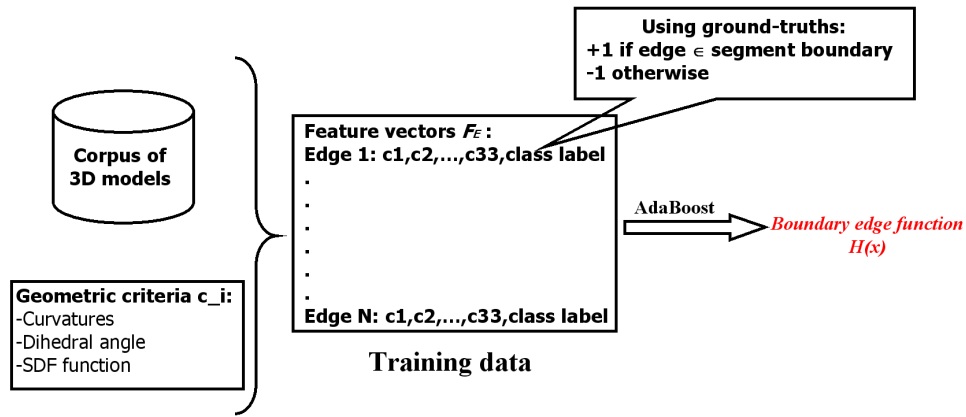 Using ground-truths:
+1 if edge ∈ segment boundary
-1 otherwise
Corpus of
3D models
Feature vectors F_E :
Edge 1: c1,c2,...,c33,class label
.
.
.
.
.
.
Edge N: c1,c2,...,c33,class label
Training data
AdaBoost
Boundary edge function
H(x)
Geometric criteria c_i:
-Curvatures
-Dihedral angle
-SDF function